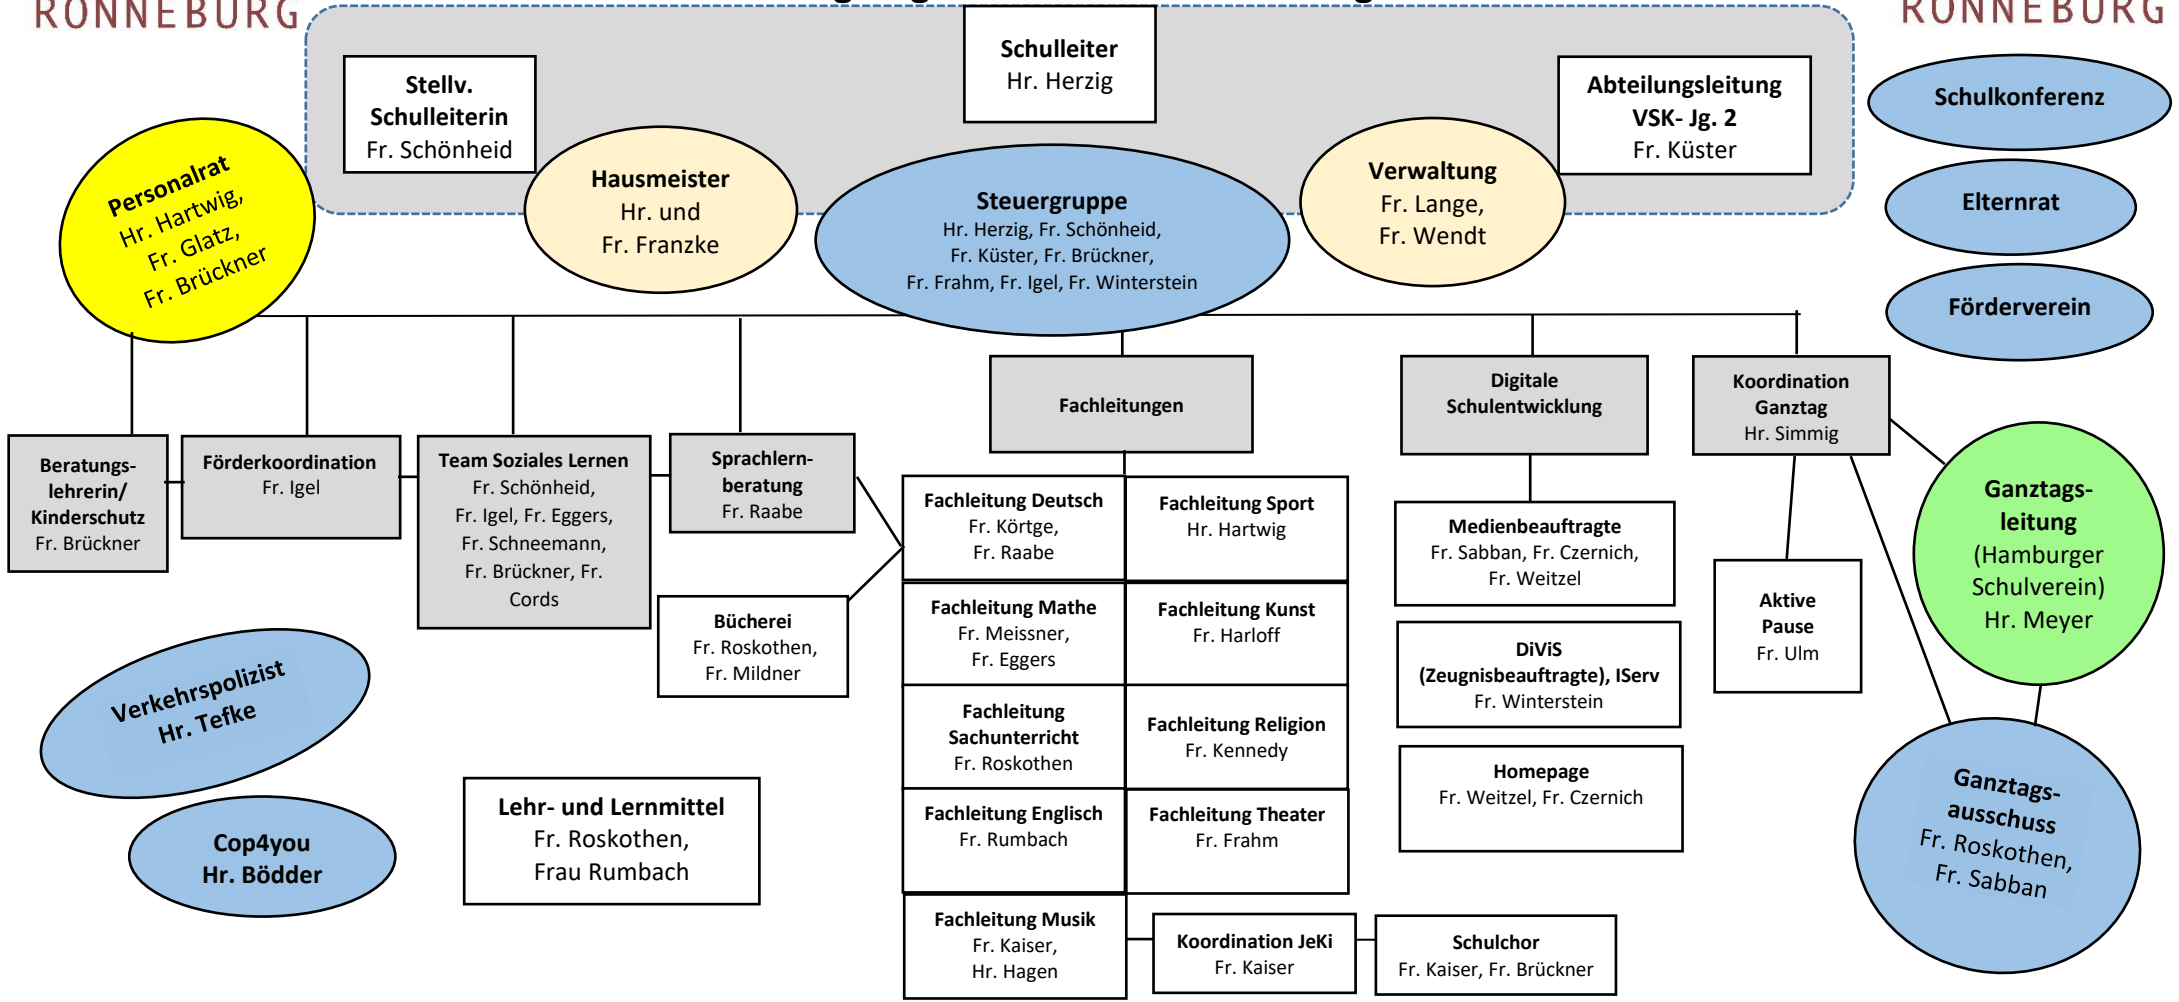 RONNEBURG
RONNEBURG
Schulleiter
Hr. Herzig
Stellv.
Schulleiterin
Fr. Schönheid
Abteilungsleitung
VSK- Jg. 2
Fr. Küster
Schulkonferenz
Elternrat
Förderverein
Personalrat
Hr. Hartwig,
Fr. Glatz,
Fr. Brückner
Hausmeister
Hr. und
Fr. Franzke
Steuergruppe
Hr. Herzig, Fr. Schönheid,
Fr. Küster, Fr. Brückner,
Fr. Frahm, Fr. Igel, Fr. Winterstein
Verwaltung
Fr. Lange,
Fr. Wendt
Beratungs-
lehrerin/
Kinderschutz
Fr. Brückner
Förderkoordination
Fr. Igel
Team Soziales Lernen
Fr. Schönheid,
Fr. Igel, Fr. Eggers,
Fr. Schneemann,
Fr. Brückner, Fr.
Cords
Sprachlern-
beratung
Fr. Raabe
Bücherei
Fr. Roskothen,
Fr. Mildner
Fachleitungen
Fachleitung Deutsch
Fr. Körtge,
Fr. Raabe
Fachleitung Sport
Hr. Hartwig
Fachleitung Mathe
Fr. Meissner,
Fr. Eggers
Fachleitung Kunst
Fr. Harloff
Fachleitung
Sachunterricht
Fr. Roskothen
Fachleitung Religion
Fr. Kennedy
Fachleitung Englisch
Fr. Rumbach
Fachleitung Theater
Fr. Frahm
Fachleitung Musik
Fr. Kaiser,
Hr. Hagen
Koordination JeKi
Fr. Kaiser
Schulchor
Fr. Kaiser, Fr. Brückner
Digitale
Schulentwicklung
Medienbeauftragte
Fr. Sabban, Fr. Czernich,
Fr. Weitzel
DiViS
(Zeugnisbeauftragte), IServ
Fr. Winterstein
Homepage
Fr. Weitzel, Fr. Czernich
Koordination
Ganztag
Hr. Simmig
Aktive
Pause
Fr. Ulm
Ganztags-
leitung
(Hamburger
Schulverein)
Hr. Meyer
Ganztags-
ausschuss
Fr. Roskothen,
Fr. Sabban
Verkehrspolizist
Hr. Tefke
Cop4you
Hr. Bödder
Lehr- und Lernmittel
Fr. Roskothen,
Frau Rumbach